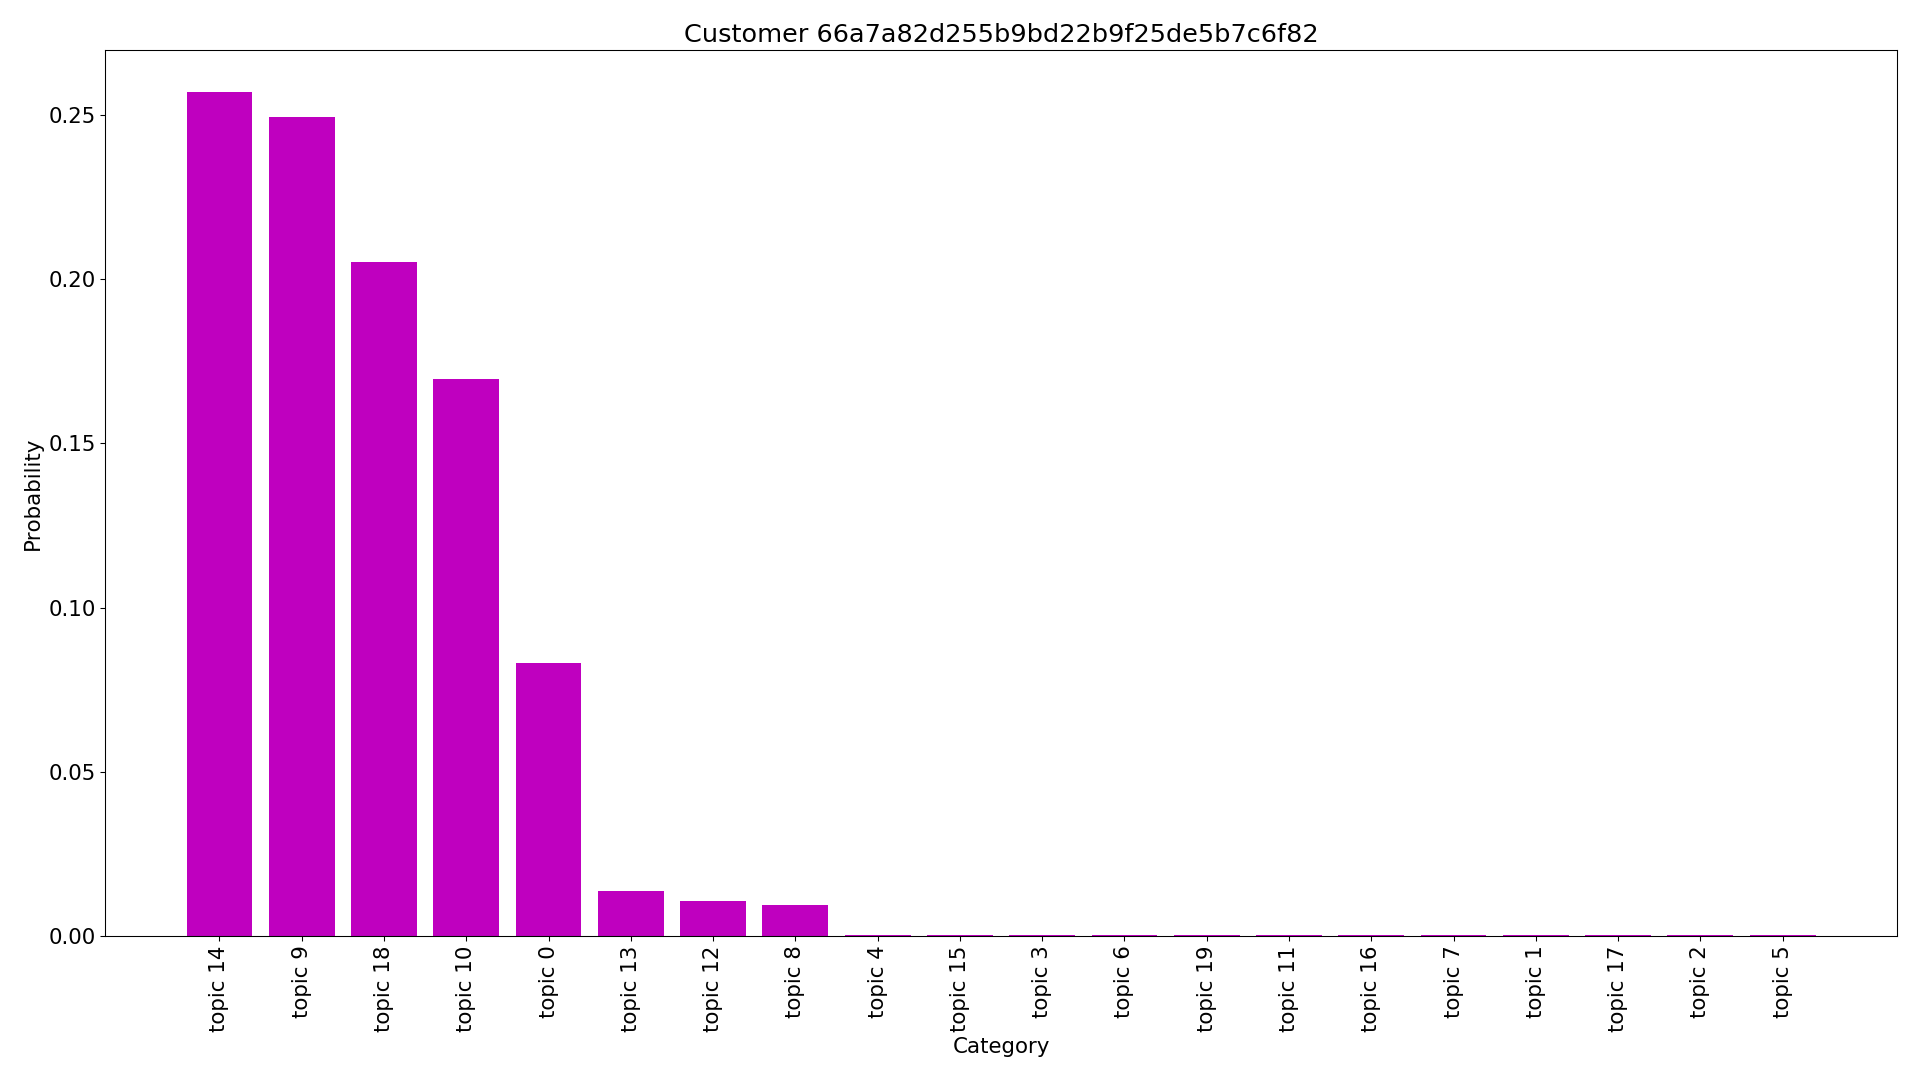 Customer 66a7a82d255b9bd22b9f25de5b7c6f82
Probability
0.25
0.20
0.15
0.10
0.05
0.00
topic 14
topic 9
topic 18
topic 10
topic 0
topic 13
topic 12
topic 8
topic 4
topic 15
topic 3
topic 6
topic 19
topic 11
topic 16
topic 7
topic 1
topic 17
topic 2
topic 5
Category